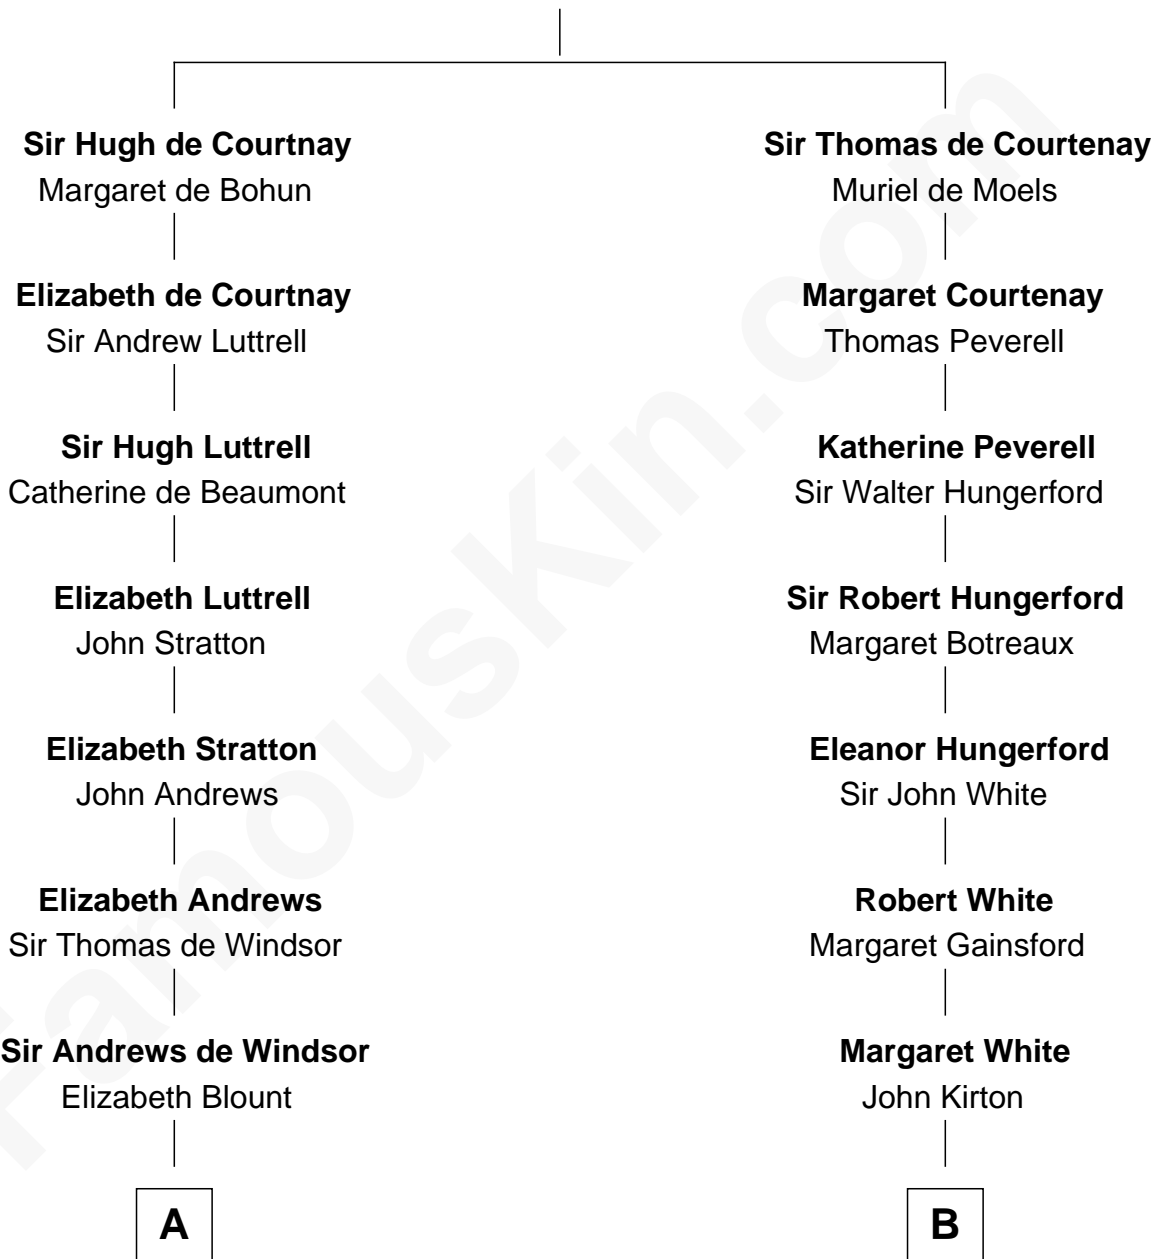 Sir Hugh de Courtnay
Margaret de Bohun
Elizabeth de Courtnay
Sir Andrew Luttrell
Sir Hugh Luttrell
Catherine de Beaumont
Elizabeth Luttrell
John Stratton
Elizabeth Stratton
John Andrews
Elizabeth Andrews
Sir Thomas de Windsor
Sir Andrews de Windsor
Elizabeth Blount
A
Sir Thomas de Courtenay
Muriel de Moels
Margaret Courtenay
Thomas Peverell
Katherine Peverell
Sir Walter Hungerford
Sir Robert Hungerford
Margaret Botreaux
Eleanor Hungerford
Sir John White
Robert White
Margaret Gainsford
Margaret White
John Kirton
B
FamousKin.com